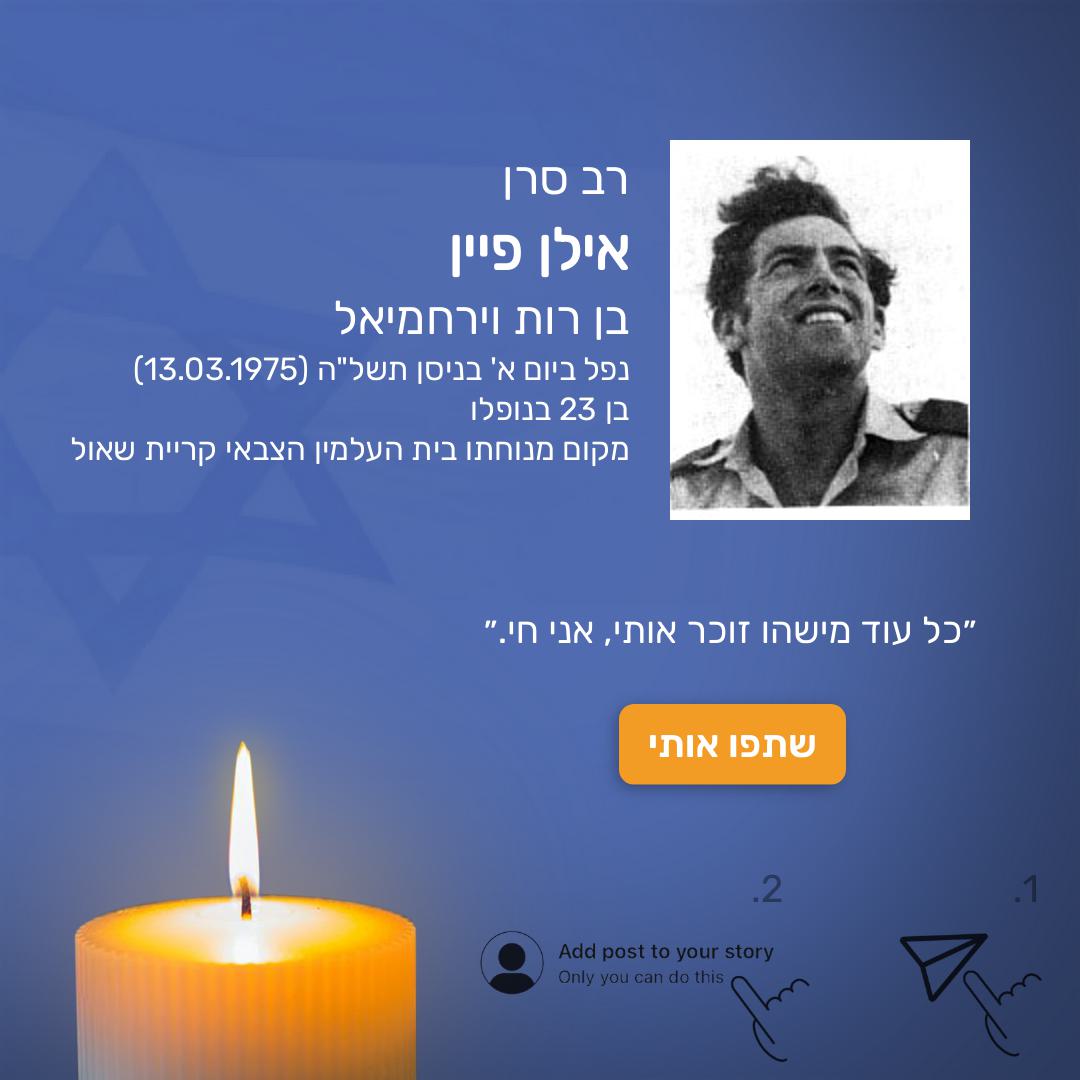 רב סרן
אילן פיין
בן רות וירחמיאל
נפל ביום א' בניסן תשל"ה (13.03.1975)
בן 23 בנופלו
מקום מנוחתו בית העלמין הצבאי קריית שאול
״כל עוד מישהו זוכר אותי, אני חי.״
שתפו אותי
1.
2.
Add post to your story
Only you can do this